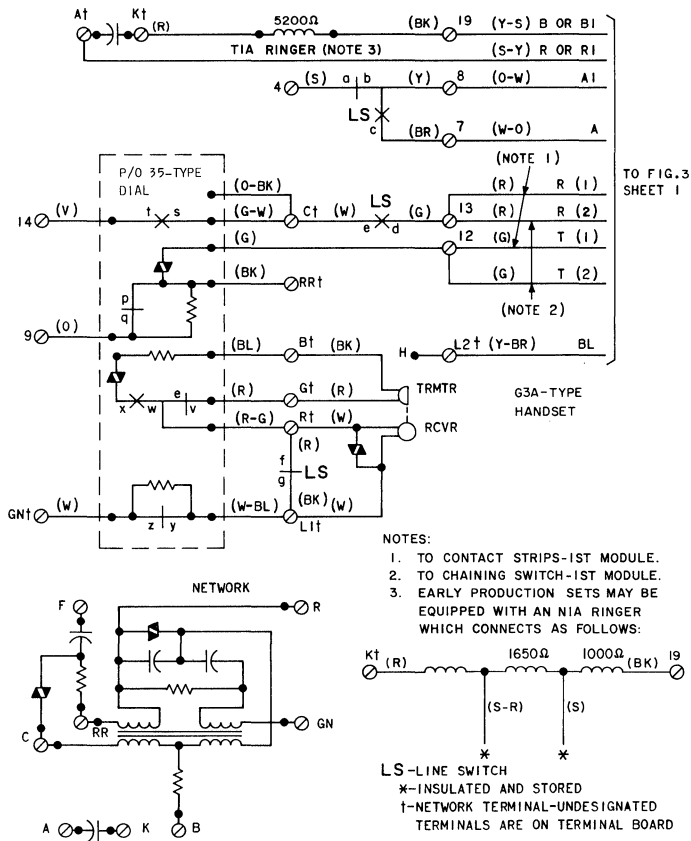 A† K† (R) 5200Ω (BK) 19 (Y-S) B OR B1
TIA RINGER (NOTE 3) (S-Y) R OR R1
4 (S) a b (Y) 8 (O-W) A1
LS c (BR) 7 (W-O) A
P/O 35-TYPE
DIAL
(NOTE 1)
TO FIG.3
SHEET 1
(O-BK) LS (R) R (1)
14 (V) t s (G-W) C† (W) e d (G) 13 (R) R (2)
(G) 12 (G) T (1)
(BK) RR† (G) T (2)
p
q
(NOTE 2)
9 (O)
(BL) B† (BK) H L2† (Y-BR) BL
x w e v (R) G† (R) TRMTR
G3A-TYPE
HANDSET
(R-G) R† (W) RCVR
(R)
f
g LS
GN† (W) z y (W-BL) (BK) (W)
L1†
NOTES:
1. TO CONTACT STRIPS-1ST MODULE.
2. TO CHAINING SWITCH-1ST MODULE.
3. EARLY PRODUCTION SETS MAY BE
EQUIPPED WITH AN NIA RINGER
WHICH CONNECTS AS FOLLOWS:
NETWORK
F R
K† (R) 1650Ω 1000Ω (BK) 19
(S-R) (S)
C RR GN
* *
LS-LINE SWITCH
*-INSULATED AND STORED
†-NETWORK TERMINAL-UNDESIGNATED
TERMINALS ARE ON TERMINAL BOARD
A K B